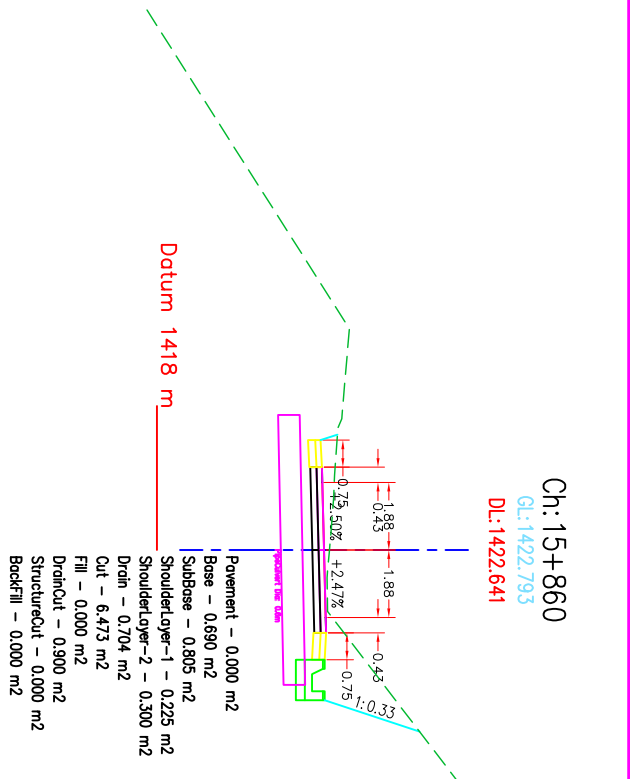 Ch:15+860
GL:1422.793
DL:1422.641
1.88
1.88
0.43
0.43
0.75
0.75
+2.50%
+2.47%
1:0.33
Datum 1418 m
Pavement - 0.000 m2
Base - 0.690 m2
SubBase - 0.805 m2
ShoulderLayer-1 - 0.225 m2
ShoulderLayer-2 - 0.300 m2
Drain - 0.704 m2
Cut - 6.473 m2
Fill - 0.000 m2
DrainCut - 0.900 m2
StructureCut - 0.000 m2
BackFill - 0.000 m2